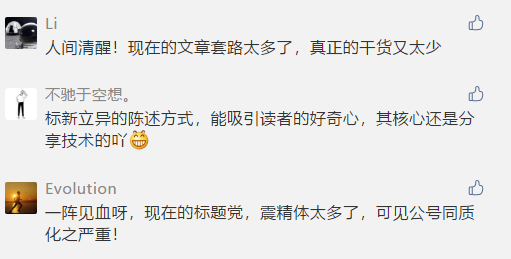 Li
人间清醒！现在的文章套路太多了，真正的干货又太少
不驰于空想。
标新立异的陈述方式，能吸引读者的好奇心，其核心还是分
享技术的吖😁
Evolution
一阵见血呀，现在的标题党，震精体太多了，可见公号同质
化之严重！